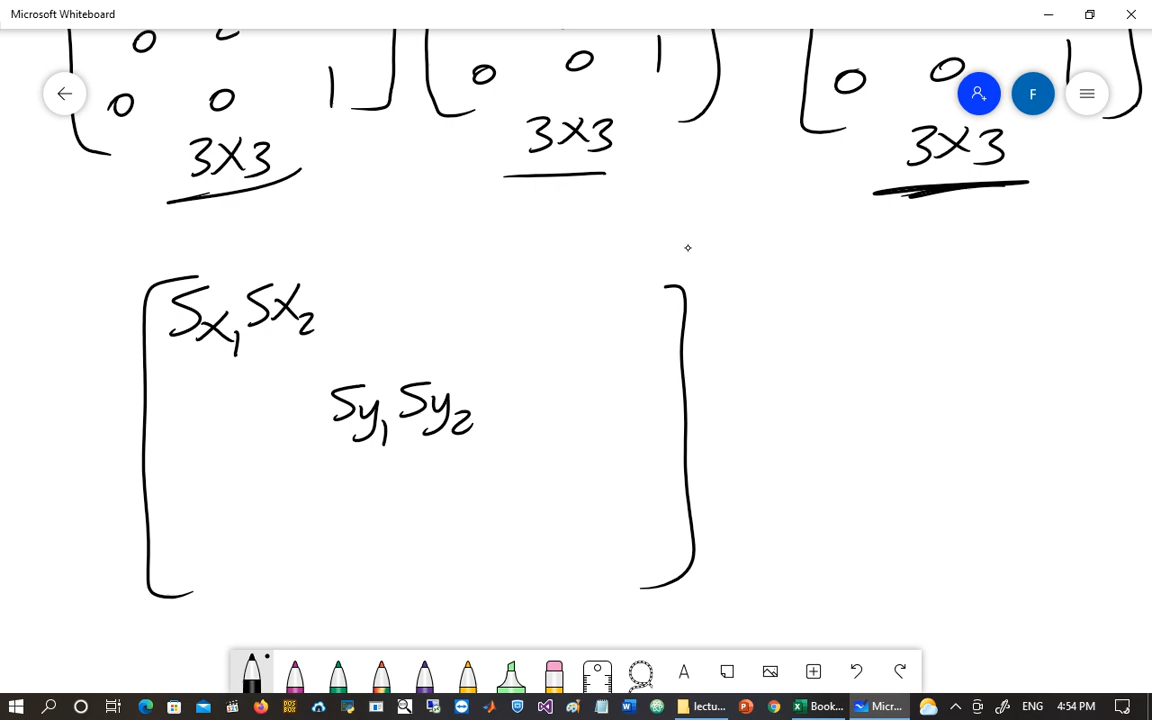 Microsoft Whiteboard
0 2
0 0 1
0 0 1
0 0
3X3
3X3
3X3
F
Sx1 Sx2
Sy1 Sy2
A
lectu...
Book...
Micr...
ENG 4:54 PM